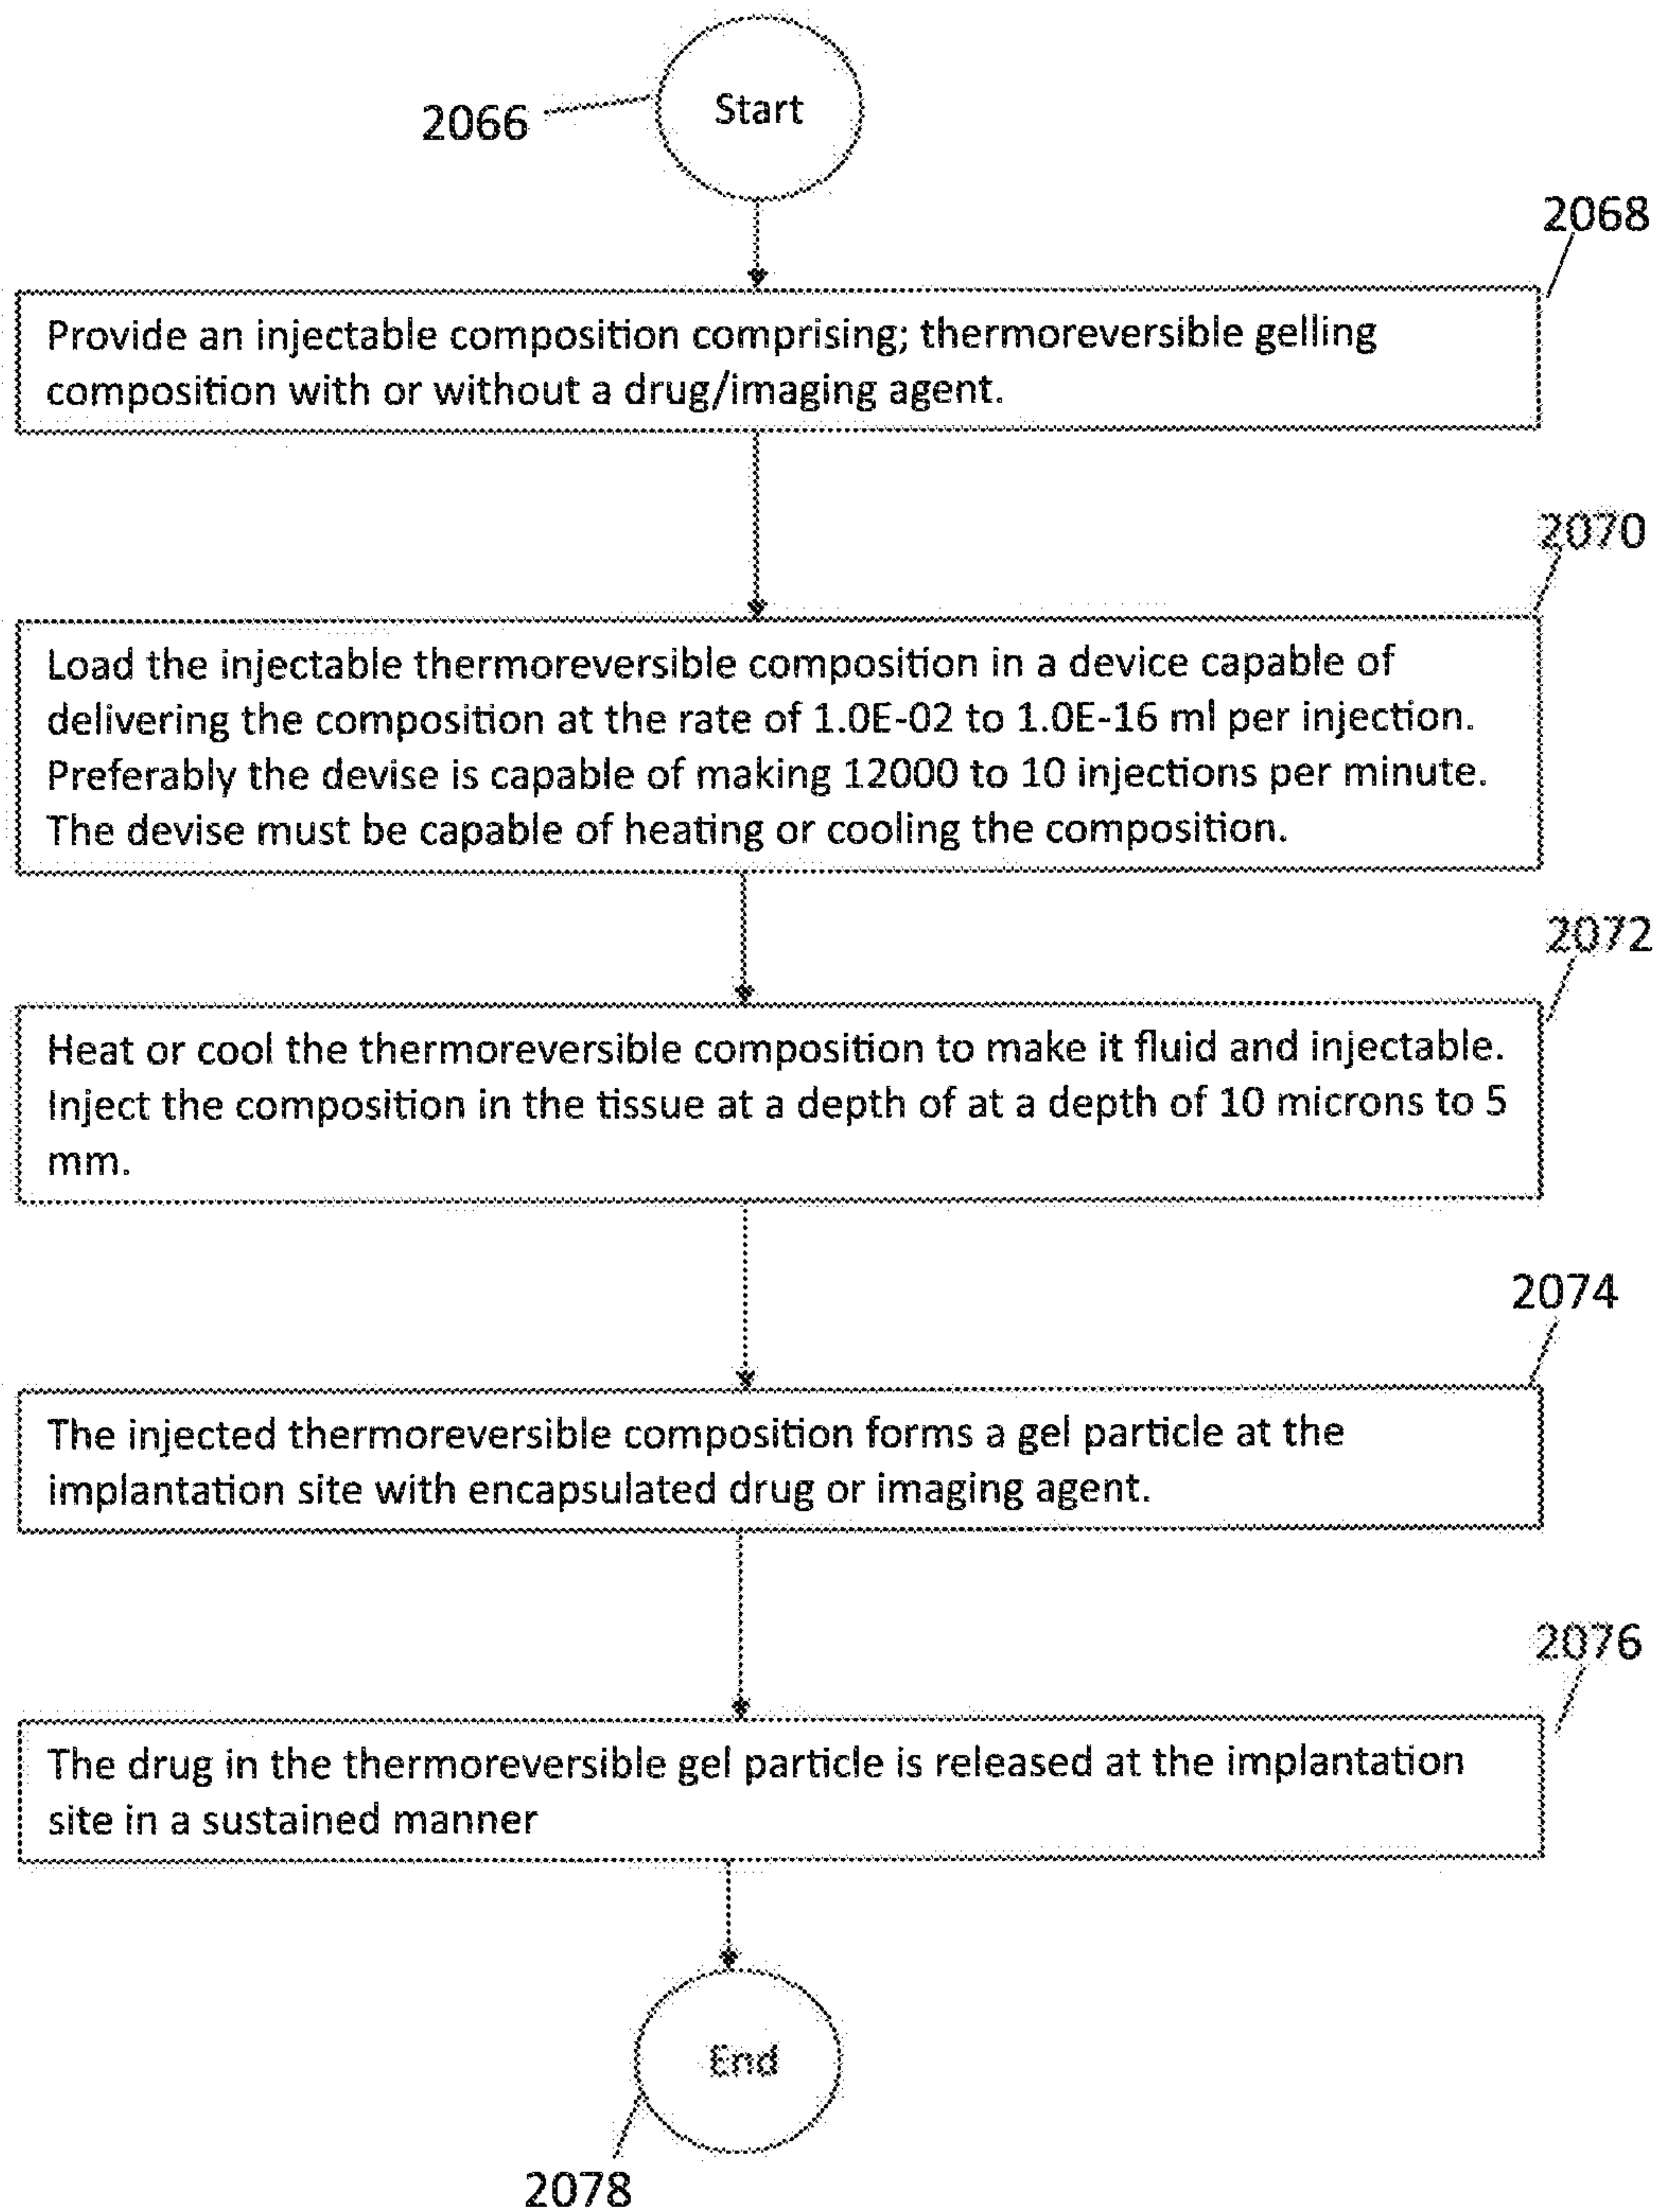 Start
2066
2068
Provide an injectable composition comprising; thermoreversible gelling
composition with or without a drug/imaging agent.
2070
Load the injectable thermoreversible composition in a device capable of
delivering the composition at the rate of 1.0E-02 to 1.0E-16 ml per injection.
Preferably the devise is capable of making 12000 to 10 injections per minute.
The devise must be capable of heating or cooling the composition.
2072
Heat or cool the thermoreversible composition to make it fluid and injectable.
Inject the composition in the tissue at a depth of at a depth of 10 microns to 5
mm.
2074
The injected thermoreversible composition forms a gel particle at the
implantation site with encapsulated drug or imaging agent.
2076
The drug in the thermoreversible gel particle is released at the implantation
site in a sustained manner
End
2078